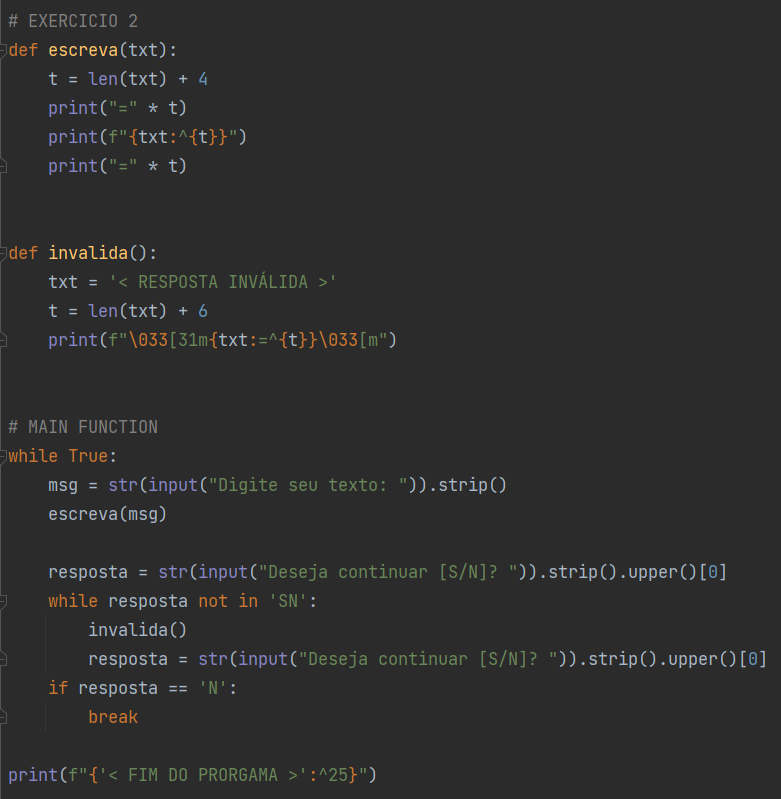 # EXERCICIO 2
def escreva(txt):
    t = len(txt) + 4
    print("=" * t)
    print(f"{txt:^{t}}")
    print("=" * t)


def invalida():
    txt = '< RESPOSTA INVÁLIDA >'
    t = len(txt) + 6
    print(f"\033[31m{txt:=^{t}}\033[m")


# MAIN FUNCTION
while True:
    msg = str(input("Digite seu texto: ")).strip()
    escreva(msg)

    resposta = str(input("Deseja continuar [S/N]? ")).strip().upper()[0]
    while resposta not in 'SN':
        invalida()
        resposta = str(input("Deseja continuar [S/N]? ")).strip().upper()[0]
    if resposta == 'N':
        break

print(f"{'< FIM DO PRORGAMA >':^25}")